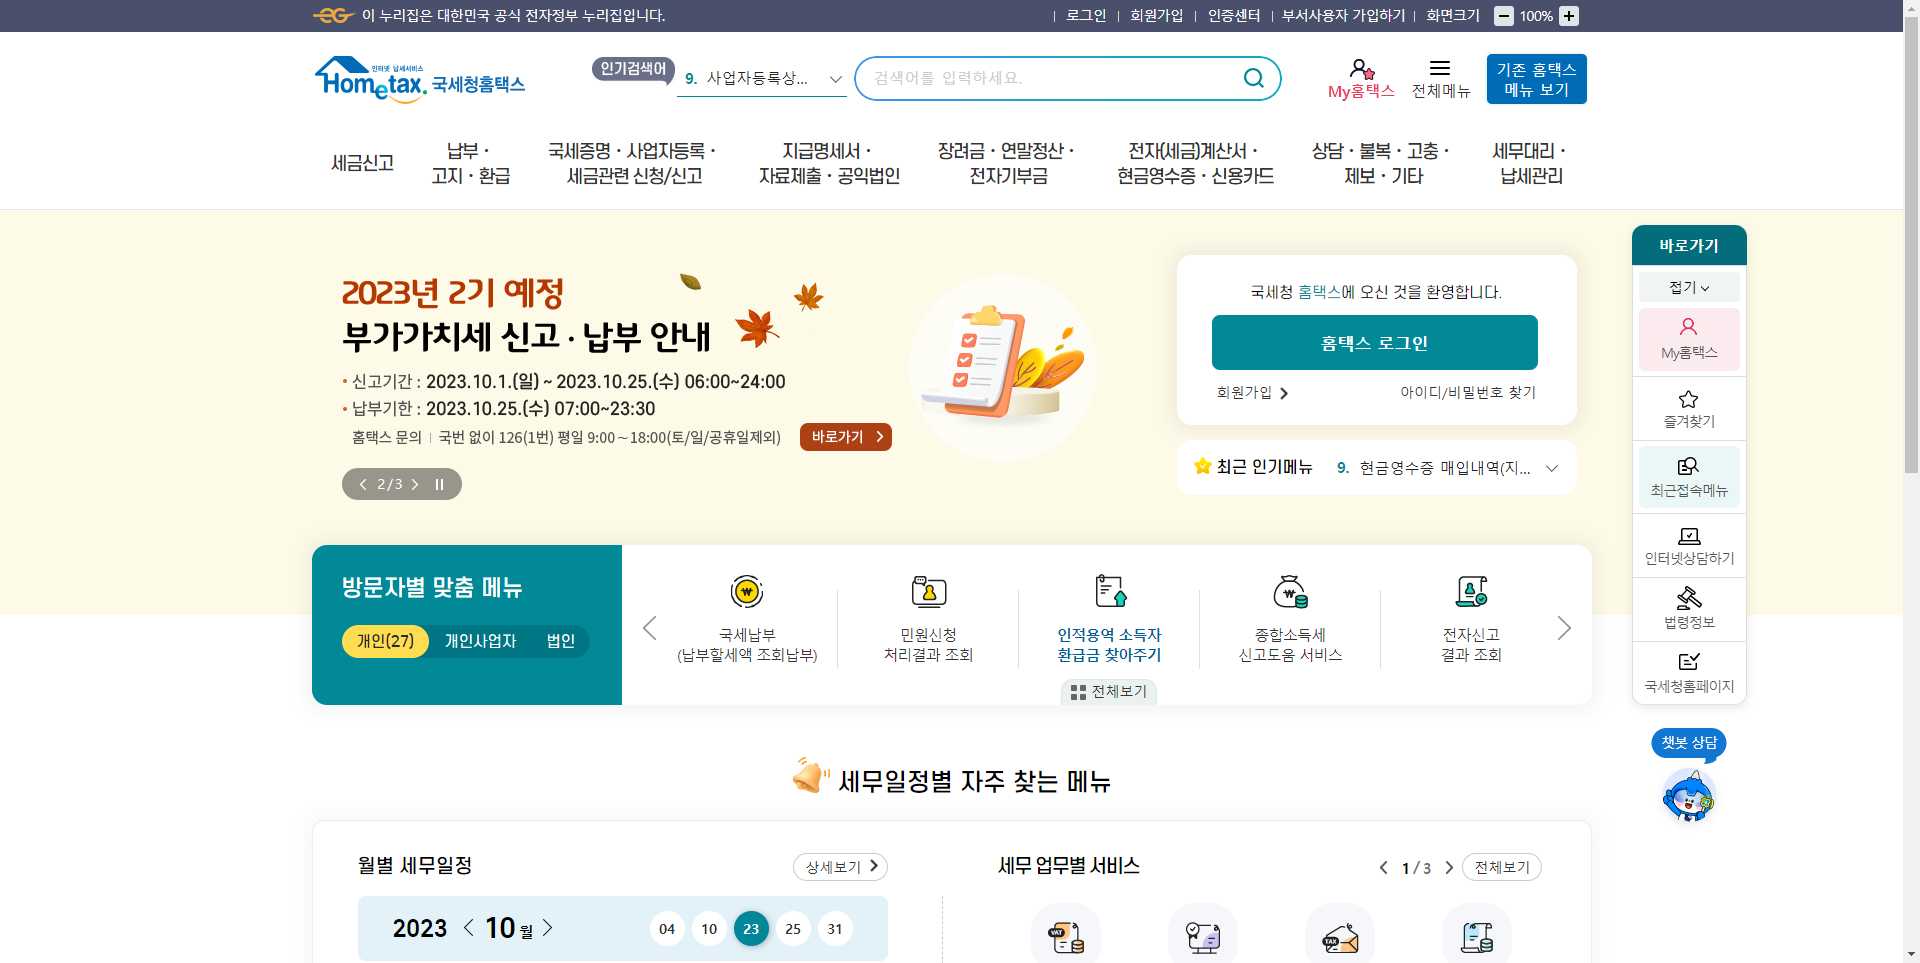 이 누리집은 대한민국 공식 전자정부 누리집입니다.
로그인 회원가입 인증센터 부서사용자 가입하기 화면크기 100%
인터넷 납세서비스
Hometax. 국세청홈택스
인기검색어
9. 사업자등록상...
검색어를 입력하세요.
My홈택스
전체메뉴
기존 홈택스
메뉴 보기
세금신고
납부 ·
고지 · 환급
국세증명 · 사업자등록 ·
세금관련 신청/신고
지급명세서 ·
자료제출 · 공익법인
장려금 · 연말정산 ·
전자기부금
전자(세금)계산서 ·
현금영수증 · 신용카드
상담 · 불복 · 고충 ·
제보 · 기타
세무대리 ·
납세관리
2023년 2기 예정
부가가치세 신고 · 납부 안내
• 신고기간 : 2023.10.1.(일) ~ 2023.10.25.(수) 06:00~24:00
• 납부기한 : 2023.10.25.(수) 07:00~23:30
홈택스 문의 | 국번 없이 126(1번) 평일 9:00~18:00(토/일/공휴일제외)
바로가기
2/3
국세청 홈택스에 오신 것을 환영합니다.
홈택스 로그인
회원가입
아이디/비밀번호 찾기
최근 인기메뉴 9. 현금영수증 매입내역(지...
바로가기
접기
My홈택스
즐겨찾기
최근접속메뉴
인터넷상담하기
법령정보
국세청홈페이지
챗봇 상담
방문자별 맞춤 메뉴
개인(27) 개인사업자 법인
국세납부
(납부할세액 조회납부)
민원신청
처리결과 조회
인적용역 소득자
환급금 찾아주기
종합소득세
신고도움 서비스
전자신고
결과 조회
전체보기
세무일정별 자주 찾는 메뉴
월별 세무일정
상세보기
2023 10 월
04 10 23 25 31
세무 업무별 서비스
1 / 3
전체보기
VAT
TAX